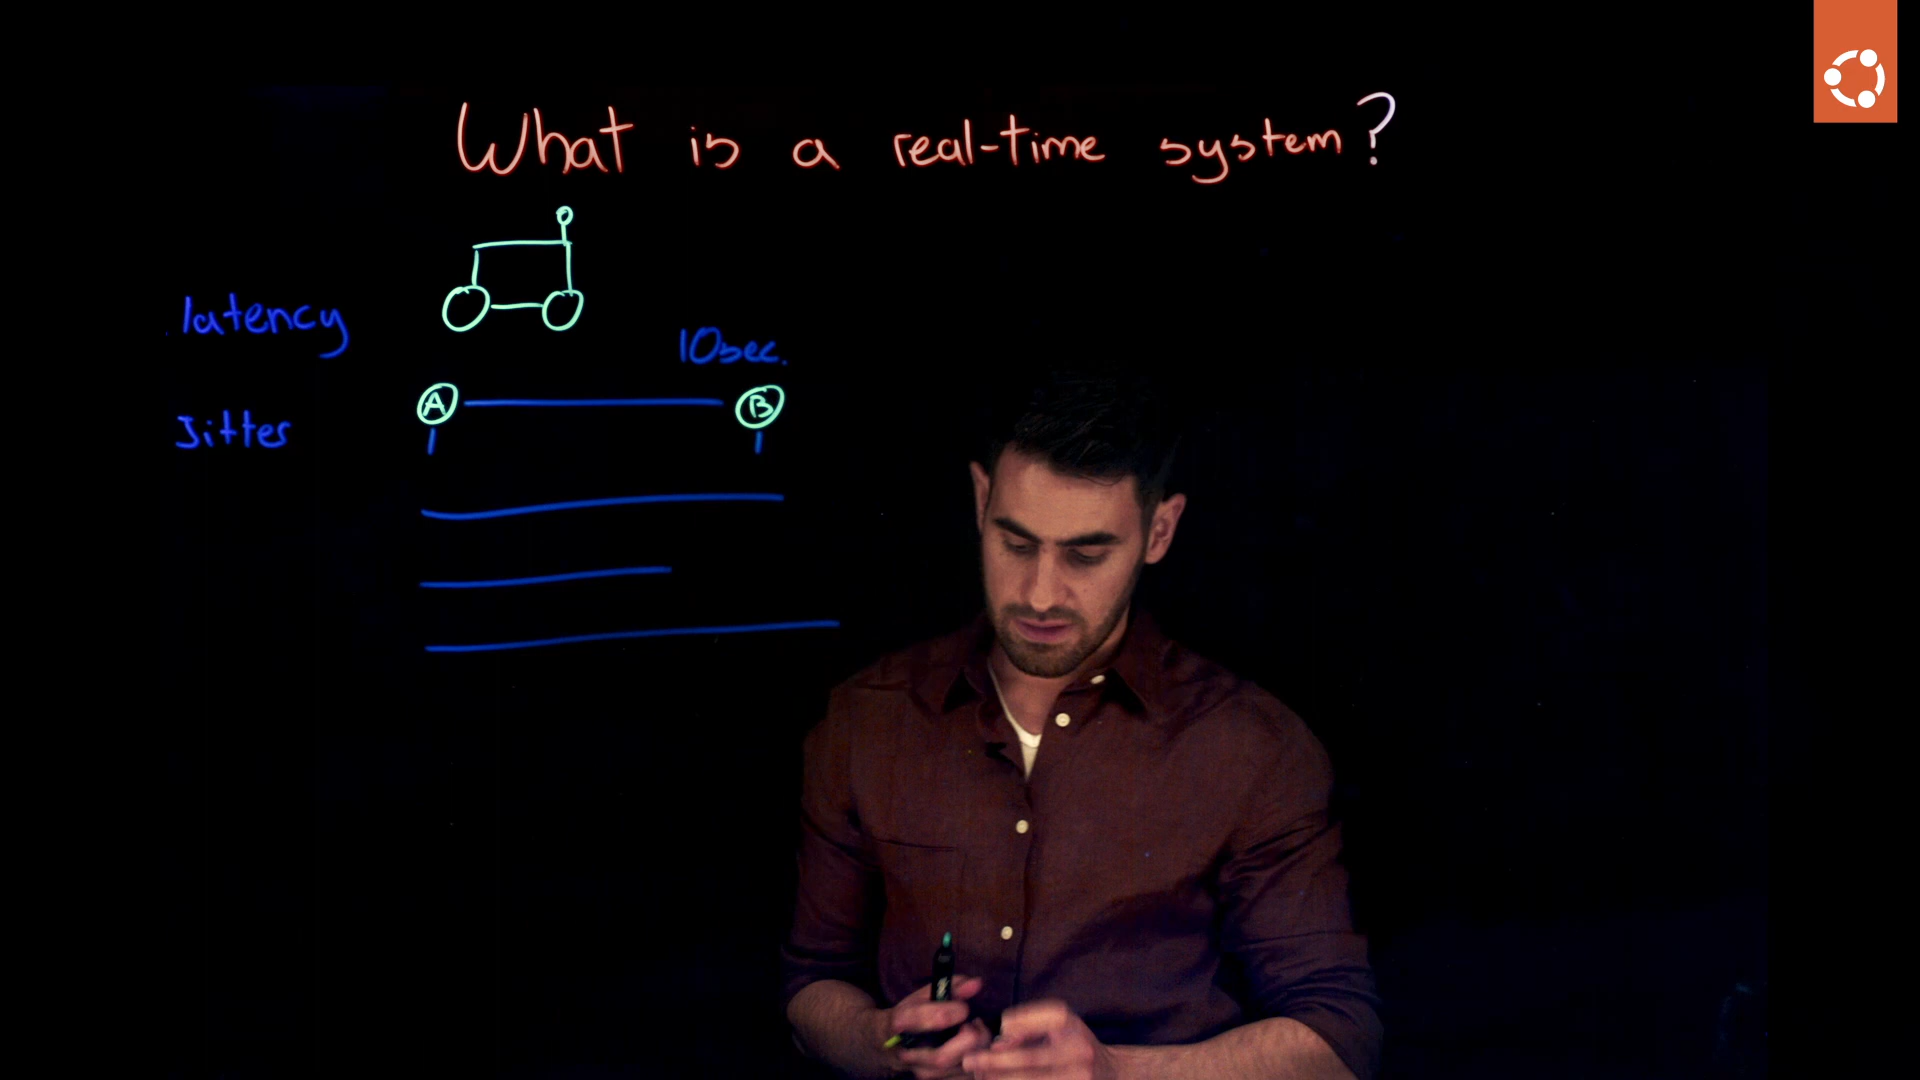 What is a real-time system?
latency
10sec.
A
B
Jitter